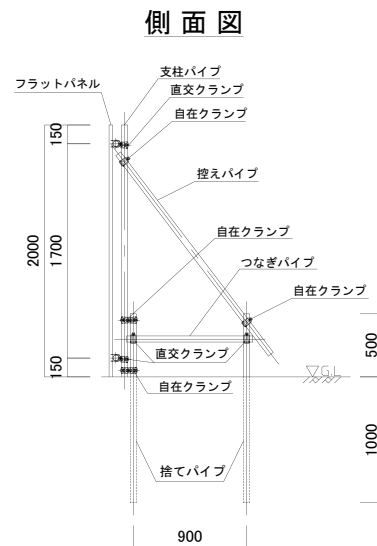 側面図
支柱パイプ
フラットパネル
直交クランプ
自在クランプ
150
控えパイプ
2000
1700
自在クランプ
つなぎパイプ
自在クランプ
500
直交クランプ
150
自在クランプ
G.L
1000
捨てパイプ
900